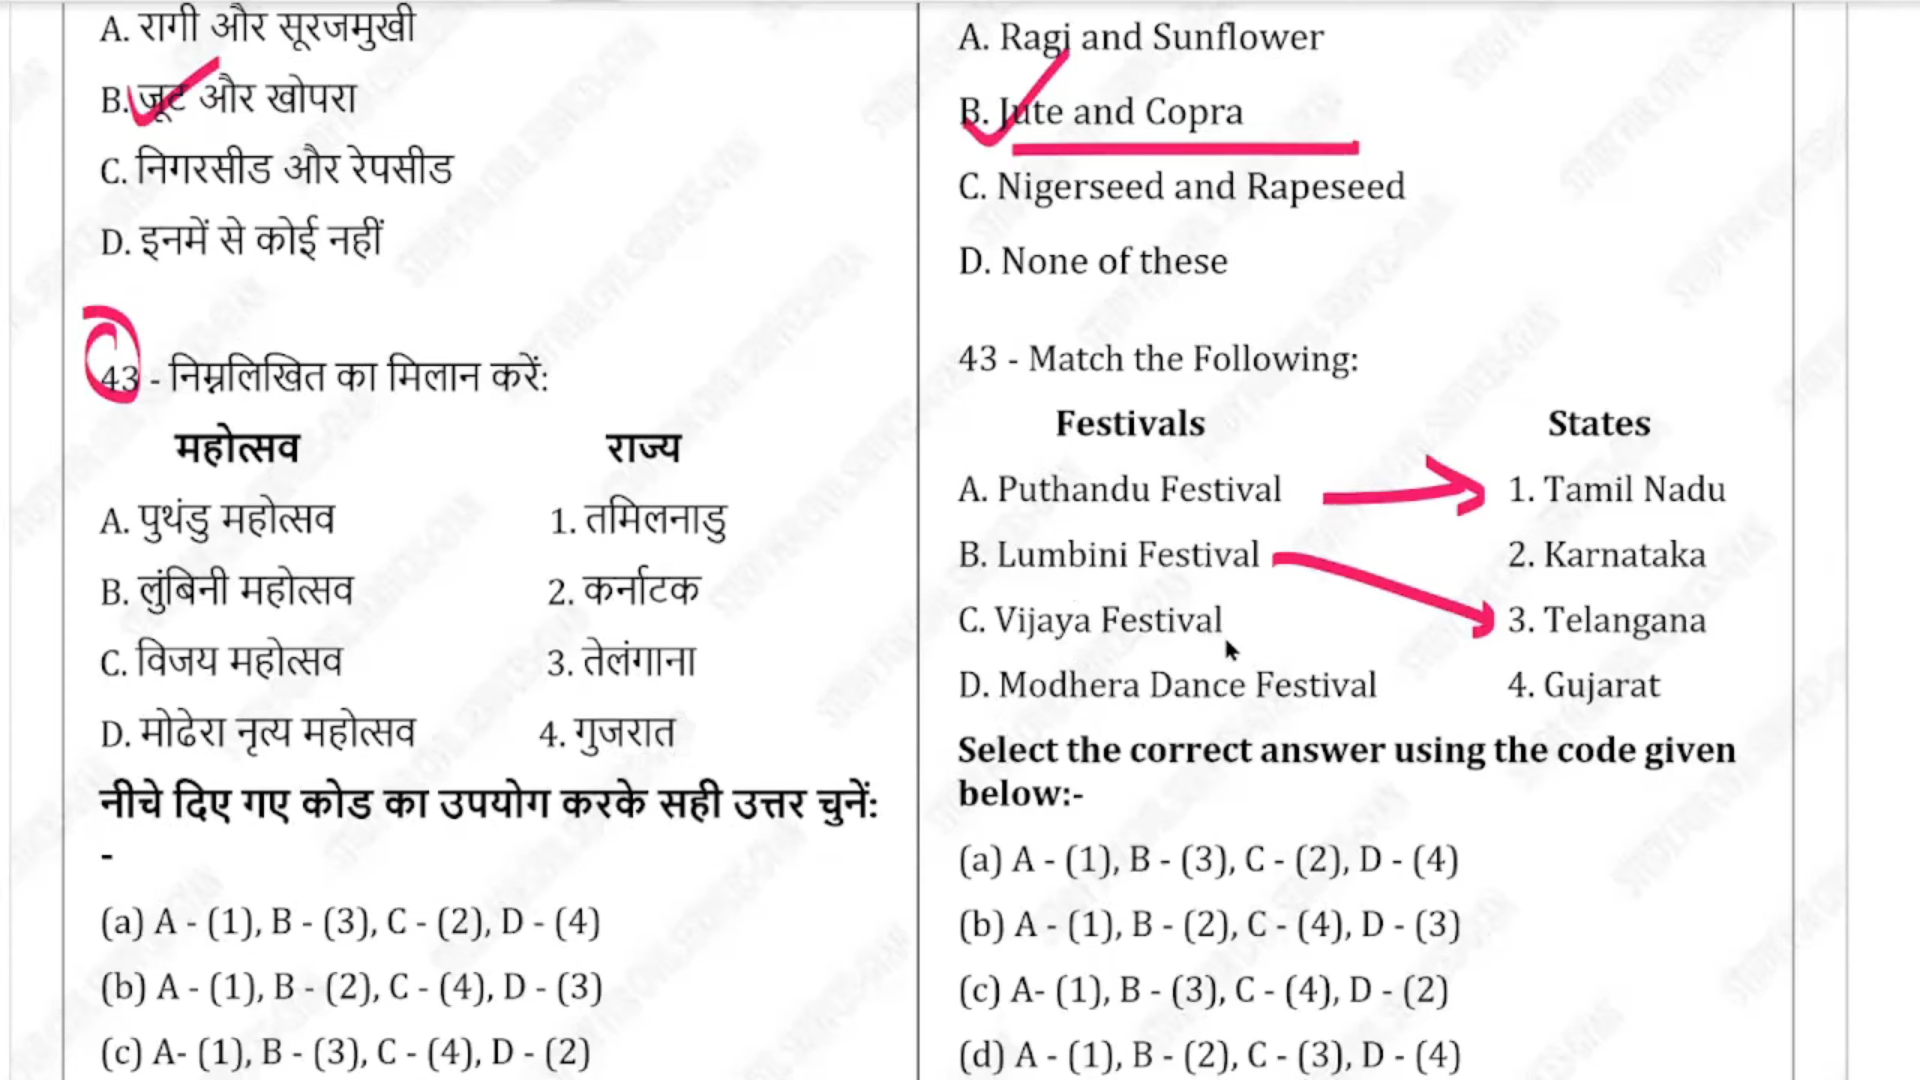 A. रागी और सूरजमुखी
B. जूट और खोपरा
C. निगरसीड और रेपसीड
D. इनमें से कोई नहीं
43 - निम्नलिखित का मिलान करें:
महोत्सव राज्य
A. पुथंडु महोत्सव 1. तमिलनाडु
B. लुंबिनी महोत्सव 2. कर्नाटक
C. विजय महोत्सव 3. तेलंगाना
D. मोढेरा नृत्य महोत्सव 4. गुजरात
नीचे दिए गए कोड का उपयोग करके सही उत्तर चुनें:
-
(a) A - (1), B - (3), C - (2), D - (4)
(b) A - (1), B - (2), C - (4), D - (3)
(c) A- (1), B - (3), C - (4), D - (2)
A. Ragi and Sunflower
B. Jute and Copra
C. Nigerseed and Rapeseed
D. None of these
43 - Match the Following:
Festivals States
A. Puthandu Festival 1. Tamil Nadu
B. Lumbini Festival 2. Karnataka
C. Vijaya Festival 3. Telangana
D. Modhera Dance Festival 4. Gujarat
Select the correct answer using the code given
below:-
(a) A - (1), B - (3), C - (2), D - (4)
(b) A - (1), B - (2), C - (4), D - (3)
(c) A- (1), B - (3), C - (4), D - (2)
(d) A - (1), B - (2), C - (3), D - (4)